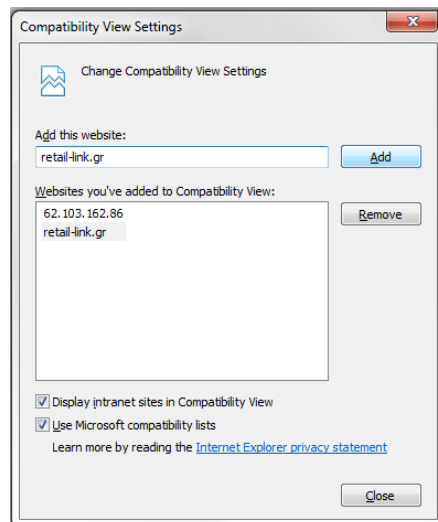 Compatibility View Settings
Change Compatibility View Settings
Add this website:
retail-link.gr
Add
Websites you've added to Compatibility View:
62.103.162.86
retail-link.gr
Remove
Display intranet sites in Compatibility View
Use Microsoft compatibility lists
Learn more by reading the Internet Explorer privacy statement
Close